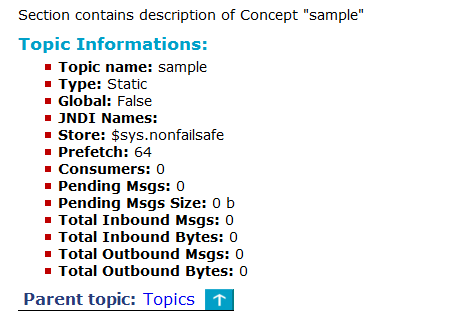 Section contains description of Concept "sample"
Topic Informations:
Topic name: sample
Type: Static
Global: False
JNDI Names:
Store: $sys.nonfailsafe
Prefetch: 64
Consumers: 0
Pending Msgs: 0
Pending Msgs Size: 0 b
Total Inbound Msgs: 0
Total Inbound Bytes: 0
Total Outbound Msgs: 0
Total Outbound Bytes: 0
Parent topic: Topics